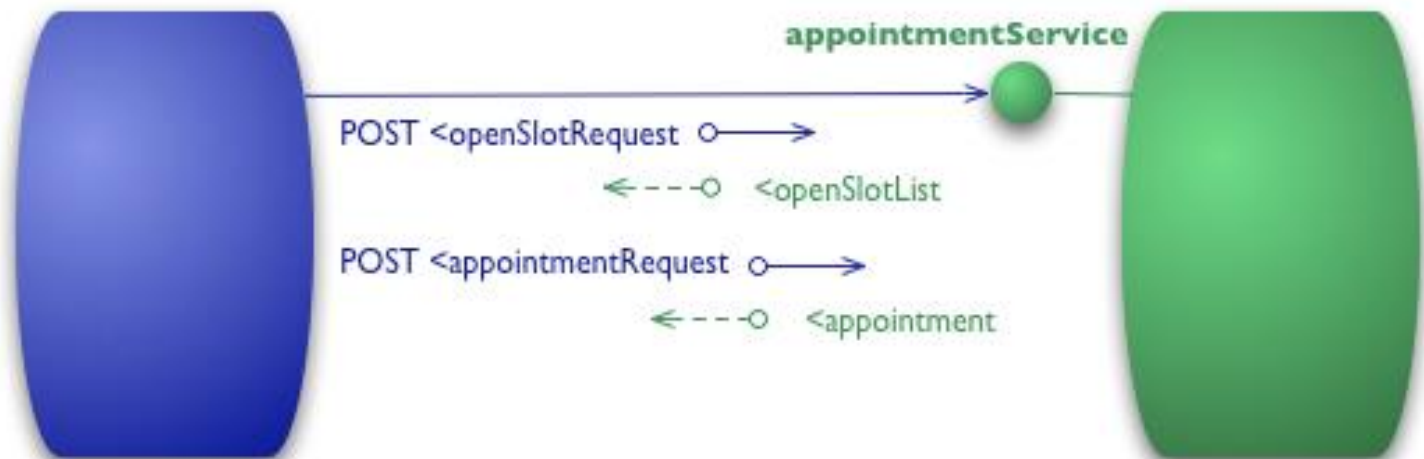 appointmentService
POST <openSlotRequest
<openSlotList
POST <appointmentRequest
<appointment